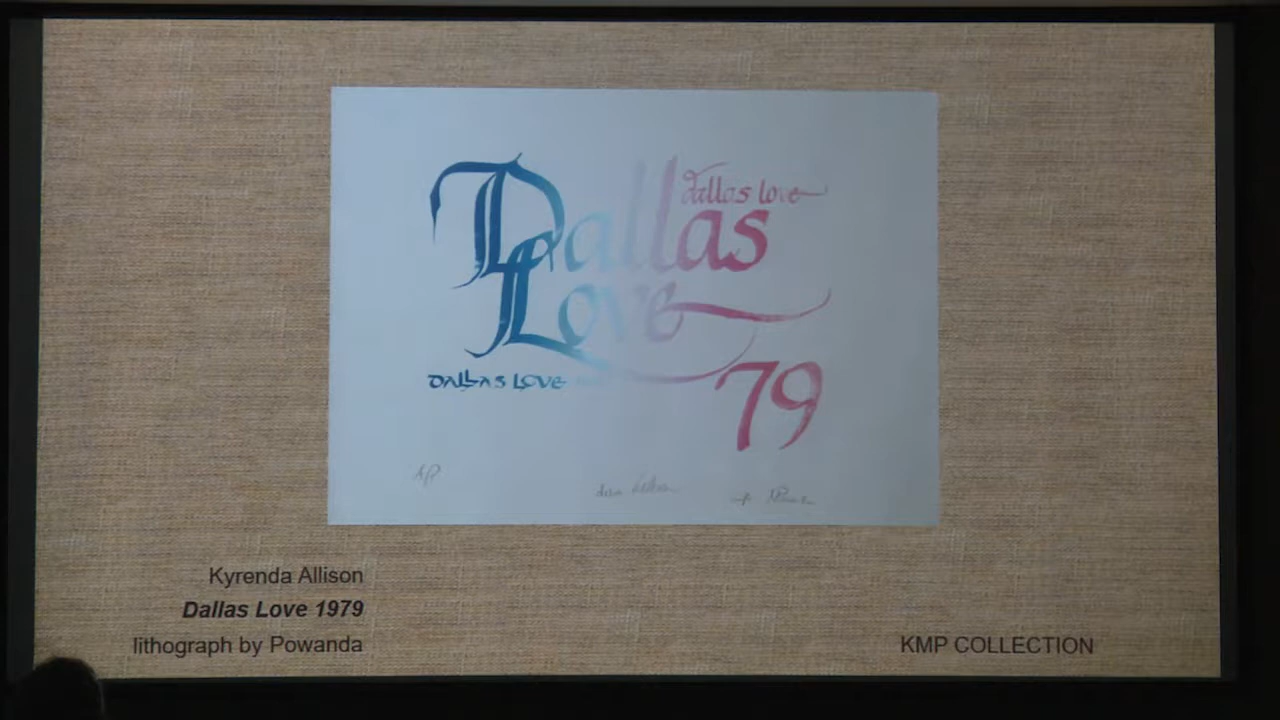 dallas love
Dallas
Love
DALLAS LOVE
79
Kyrenda Allison
Dallas Love 1979
lithograph by Powanda
KMP COLLECTION